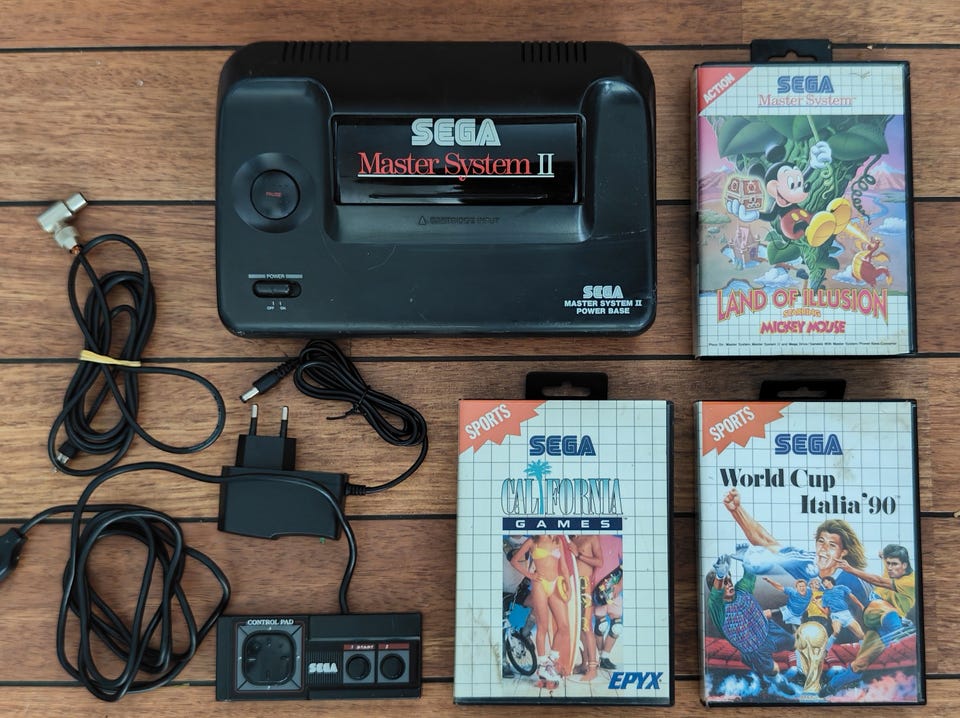 SEGA
Master System II
PAUSE
CARTRIDGE INPUT
POWER
OFF ON
SEGA
MASTER SYSTEM II
POWER BASE
ACTION
SEGA
Master System
LAND OF ILLUSION
STARRING
MICKEY MOUSE
SPORTS
SEGA
CALIFORNIA
GAMES
EPYX
SPORTS
SEGA
World Cup
Italia '90
CONTROL PAD
SEGA
1 START 2